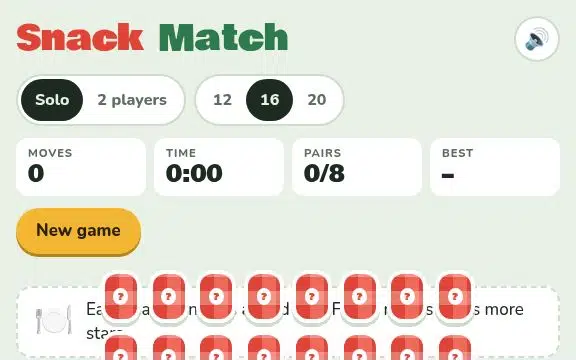 Snack Match
Solo 2 players 12 16 20
MOVES TIME PAIRS BEST
0 0:00 0/8 –
New game
? ? ? ? ? ? ? ?
more
? ? ? ? ? ? ? ?